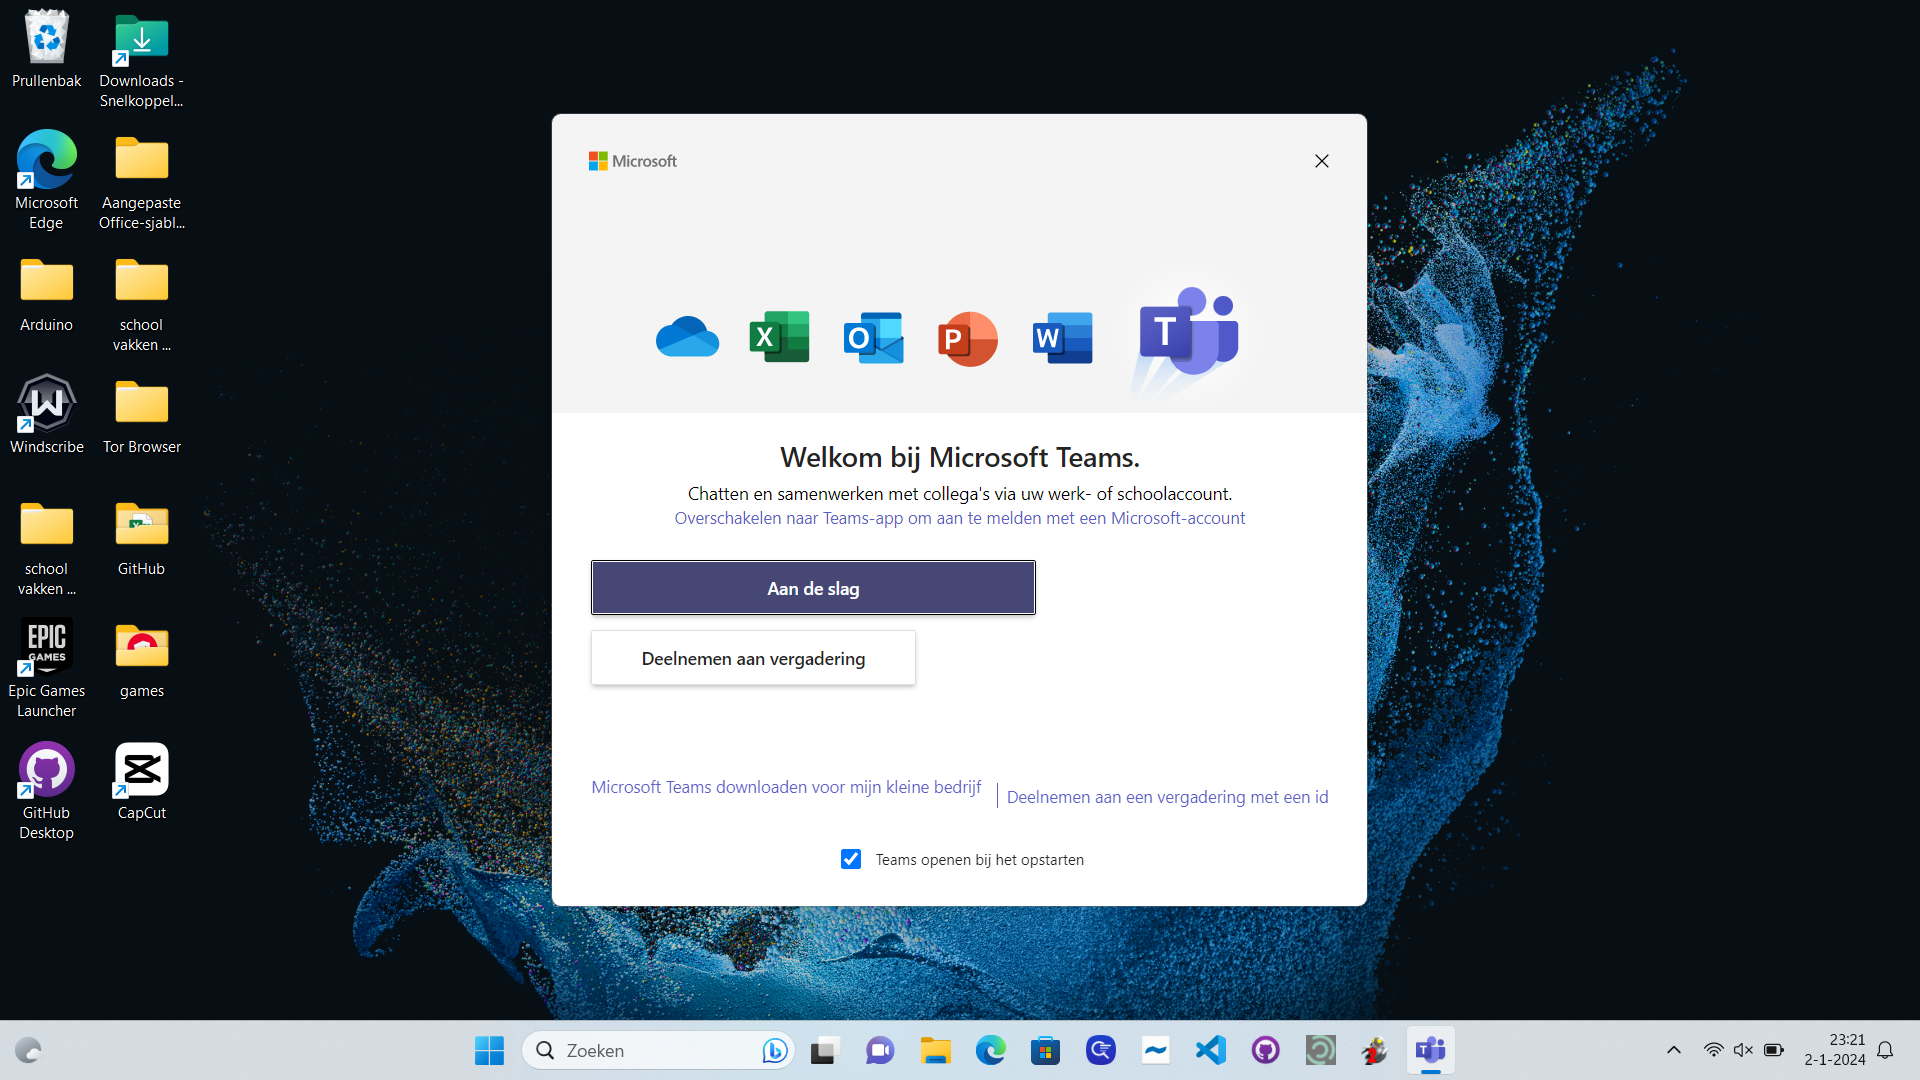 Prullenbak
Downloads -
Snelkoppel...
Microsoft
Edge
Aangepaste
Office-sjabl...
Arduino
school
vakken ...
Windscribe
Tor Browser
school
vakken ...
GitHub
EPIC
GAMES
Epic Games
Launcher
games
GitHub
Desktop
CapCut
Microsoft
X
O
P
W
T
Welkom bij Microsoft Teams.
Chatten en samenwerken met collega's via uw werk- of schoolaccount.
Overschakelen naar Teams-app om aan te melden met een Microsoft-account
Aan de slag
Deelnemen aan vergadering
Microsoft Teams downloaden voor mijn kleine bedrijf
Deelnemen aan een vergadering met een id
Teams openen bij het opstarten
Zoeken
23:21
2-1-2024